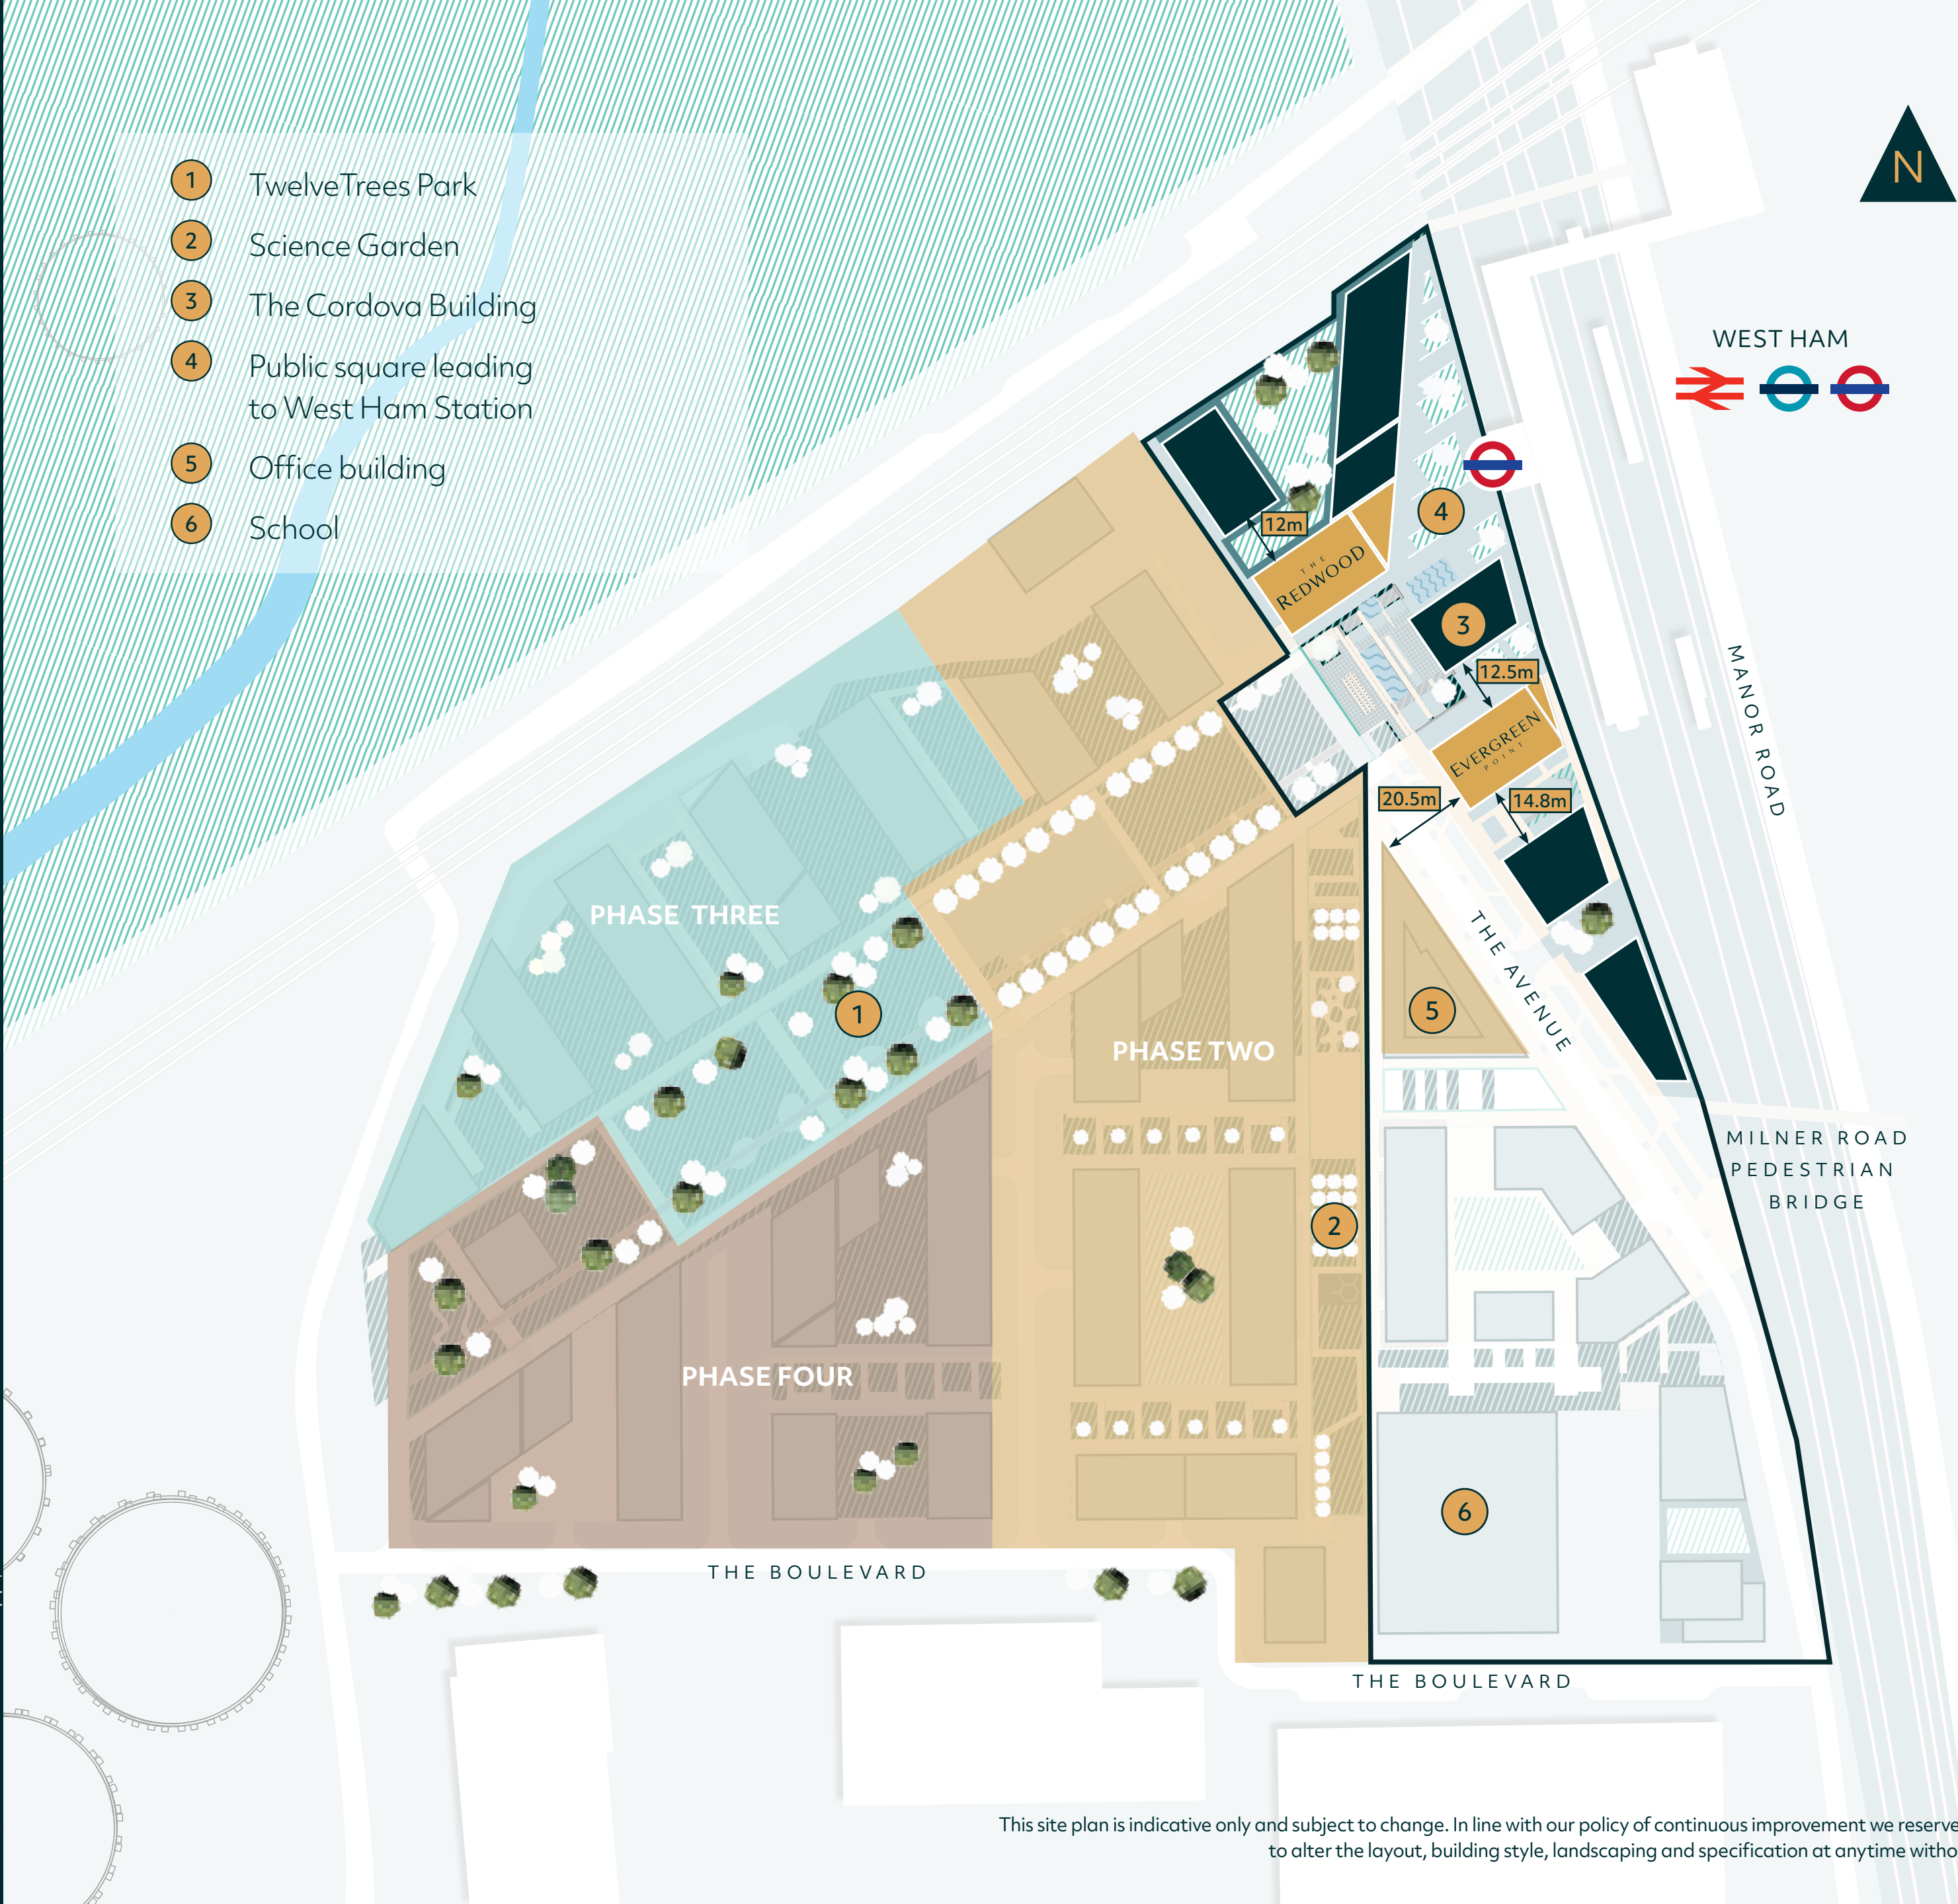 1 TwelveTrees Park
2 Science Garden
3 The Cordova Building
4 Public square leading
to West Ham Station
5 Office building
6 School
N
WEST HAM
12m
THE
REDWOOD
4
3
12.5m
EVERGREEN
POINT
20.5m
14.8m
MANOR ROAD
PHASE THREE
1
PHASE TWO
5
THE AVENUE
MILNER ROAD
PEDESTRIAN
BRIDGE
2
PHASE FOUR
6
THE BOULEVARD
THE BOULEVARD
This site plan is indicative only and subject to change. In line with our policy of continuous improvement we reserve
to alter the layout, building style, landscaping and specification at anytime witho